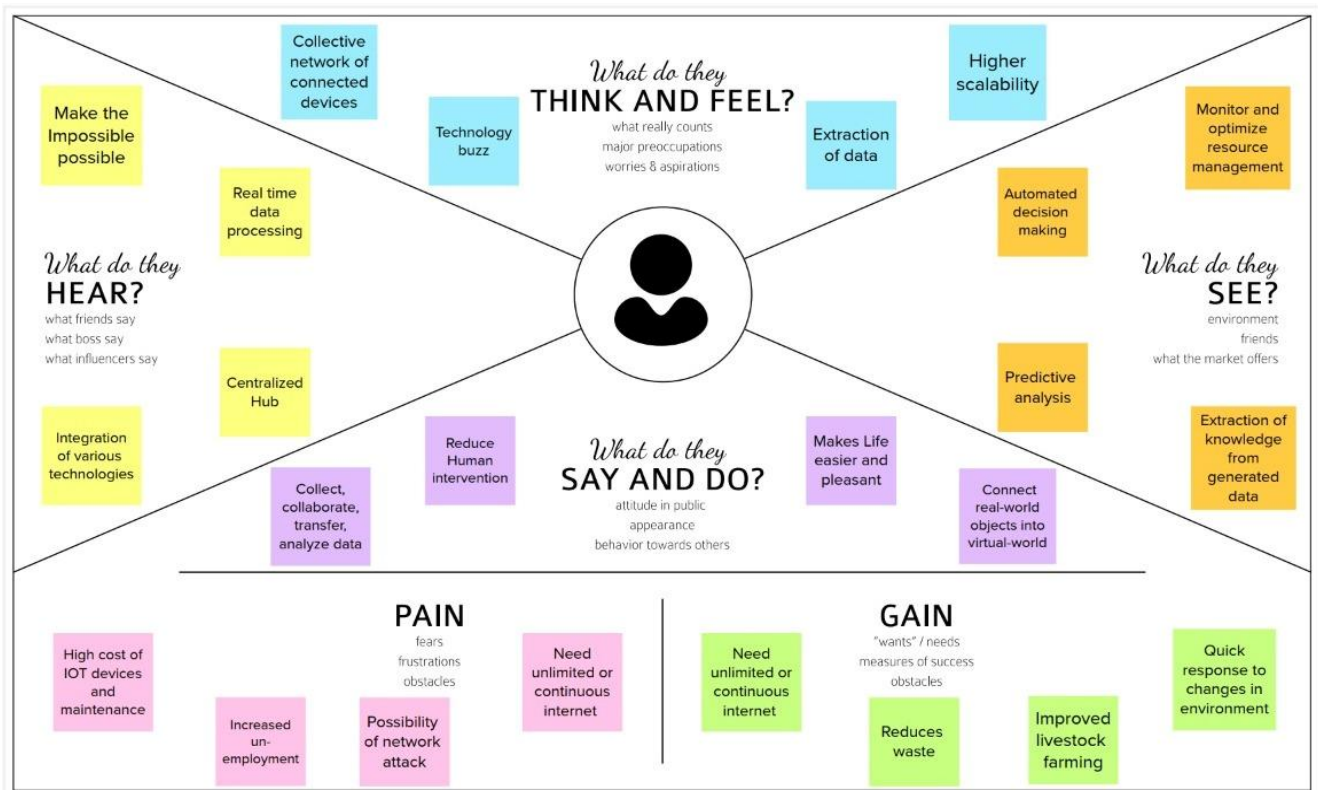 What do they
THINK AND FEEL?
what really counts
major preoccupations
worries & aspirations
Collective
network of
connected
devices
Technology
buzz
Extraction
of data
Higher
scalability
What do they
HEAR?
what friends say
what boss say
what influencers say
Make the
Impossible
possible
Real time
data
processing
Centralized
Hub
Integration
of various
technologies
What do they
SEE?
environment
friends
what the market offers
Monitor and
optimize
resource
management
Automated
decision
making
Predictive
analysis
Extraction of
knowledge
from
generated
data
What do they
SAY AND DO?
attitude in public
appearance
behavior towards others
Collect,
collaborate,
transfer,
analyze data
Reduce
Human
intervention
Makes Life
easier and
pleasant
Connect
real-world
objects into
virtual-world
PAIN
fears
frustrations
obstacles
High cost of
IOT devices
and
maintenance
Increased
un-
employment
Possibility
of network
attack
Need
unlimited or
continuous
internet
GAIN
"wants" / needs
measures of success
obstacles
Need
unlimited or
continuous
internet
Reduces
waste
Improved
livestock
farming
Quick
response to
changes in
environment